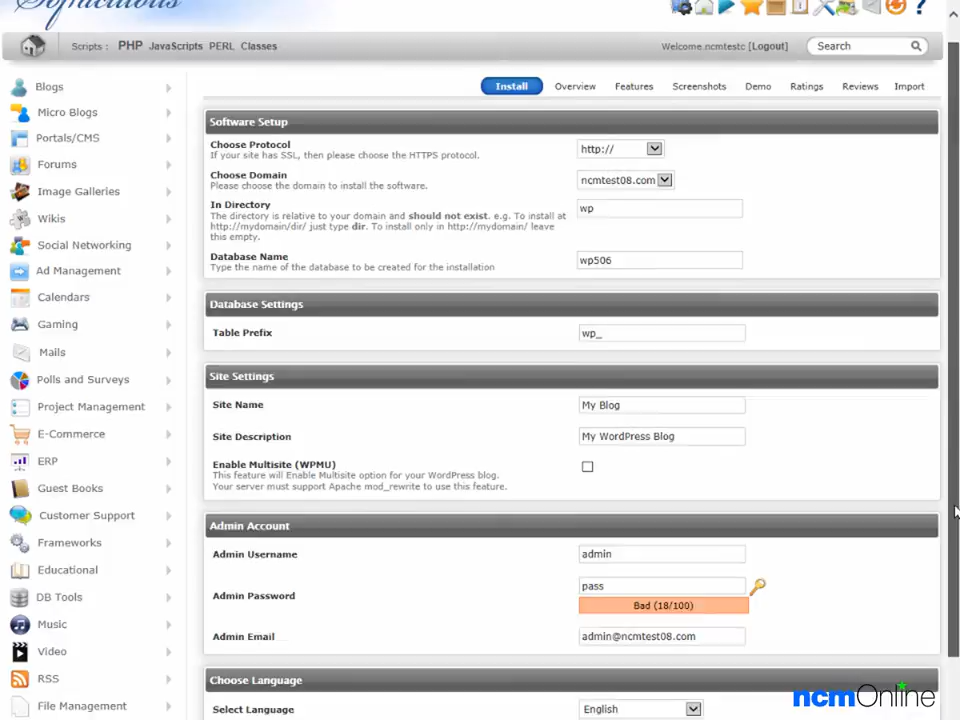 Softaculous
Scripts : PHP JavaScripts PERL Classes
Welcome ncmtestc [Logout]
Search
Blogs
Micro Blogs
Portals/CMS
Forums
Image Galleries
Wikis
Social Networking
Ad Management
Calendars
Gaming
Mails
Polls and Surveys
Project Management
E-Commerce
ERP
Guest Books
Customer Support
Frameworks
Educational
DB Tools
Music
Video
RSS
File Management
Install Overview Features Screenshots Demo Ratings Reviews Import
Software Setup
Choose Protocol
If your site has SSL, then please choose the HTTPS protocol.
http://
Choose Domain
Please choose the domain to install the software.
ncmtest08.com
In Directory
The directory is relative to your domain and should not exist. e.g. To install at
http://mydomain/dir/ just type dir. To install only in http://mydomain/ leave
this empty.
wp
Database Name
Type the name of the database to be created for the installation
wp506
Database Settings
Table Prefix
wp_
Site Settings
Site Name
My Blog
Site Description
My WordPress Blog
Enable Multisite (WPMU)
This feature will Enable Multisite option for your WordPress blog.
Your server must support Apache mod_rewrite to use this feature.
Admin Account
Admin Username
admin
Admin Password
pass
Bad (18/100)
Admin Email
admin@ncmtest08.com
Choose Language
Select Language
English
ncmOnline